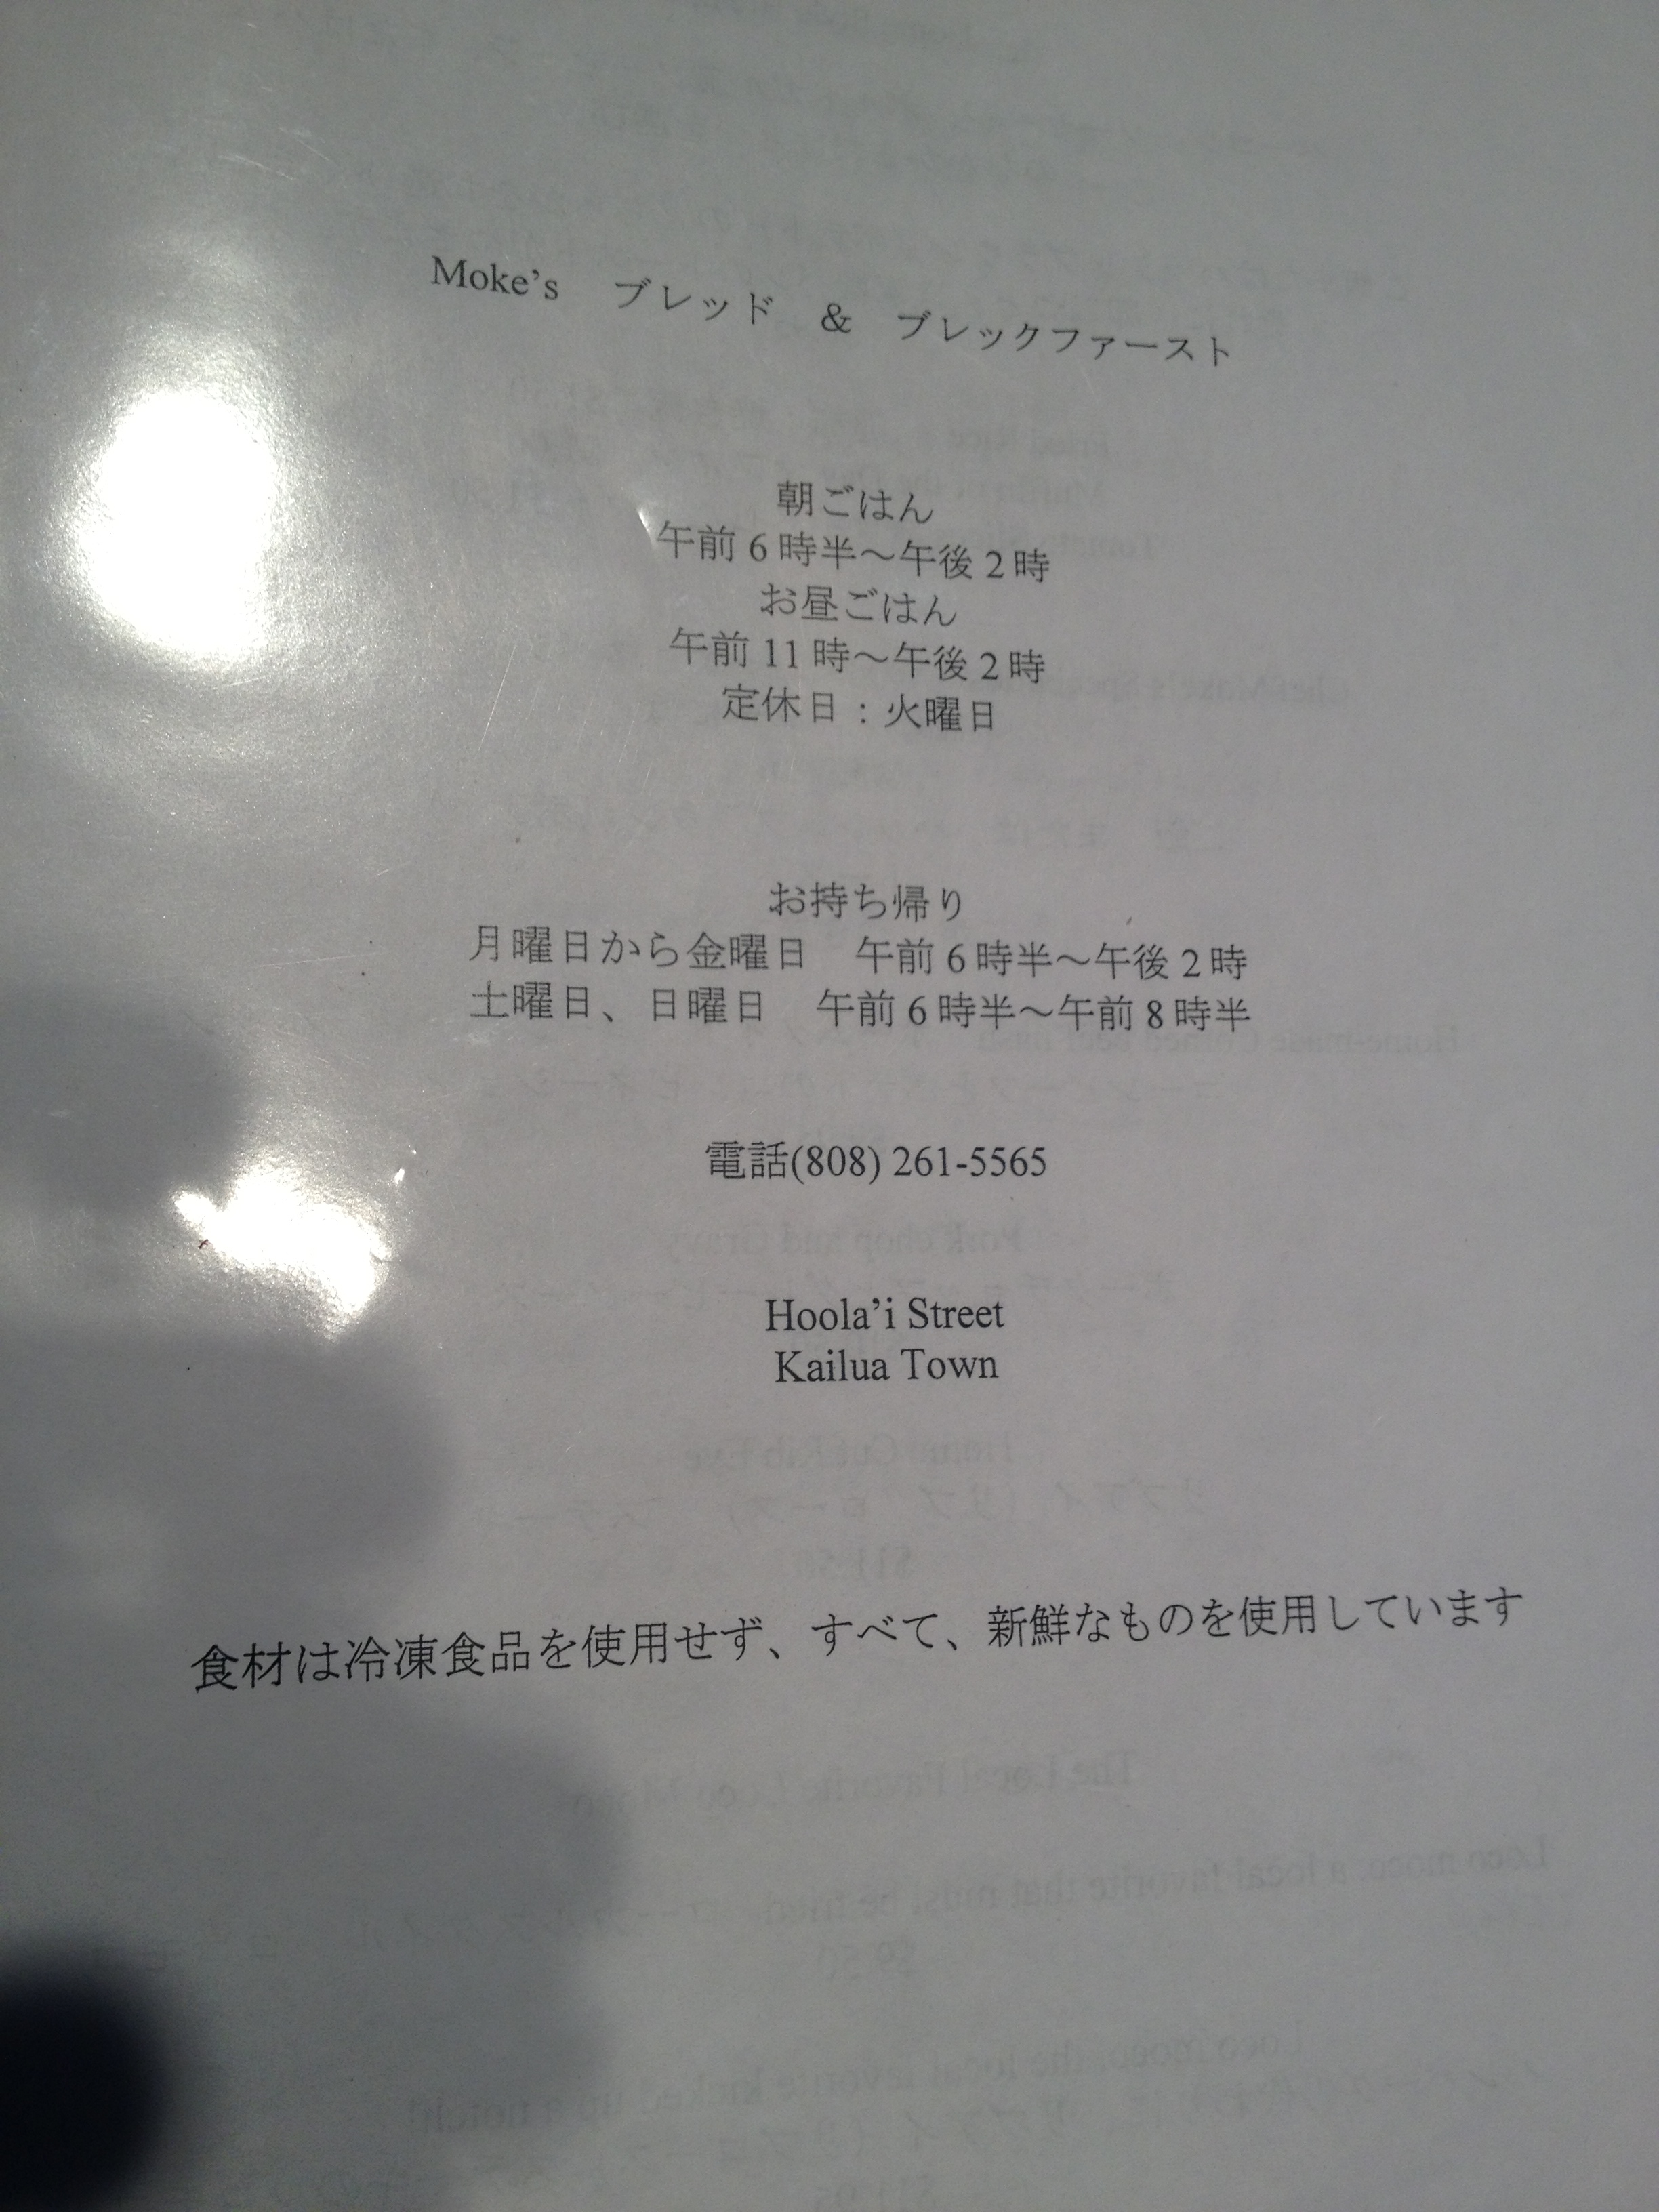 Moke's ブレッド & ブレックファースト
朝ごはん
午前 6 時半～午後 2 時
お昼ごはん
午前 11 時～午後 2 時
定休日：火曜日
お持ち帰り
月曜日から金曜日 午前 6 時半～午後 2 時
土曜日、日曜日 午前 6 時半～午前 8 時半
電話(808) 261-5565
Hoola'i Street
Kailua Town
食材は冷凍食品を使用せず、すべて、新鮮なものを使用しています